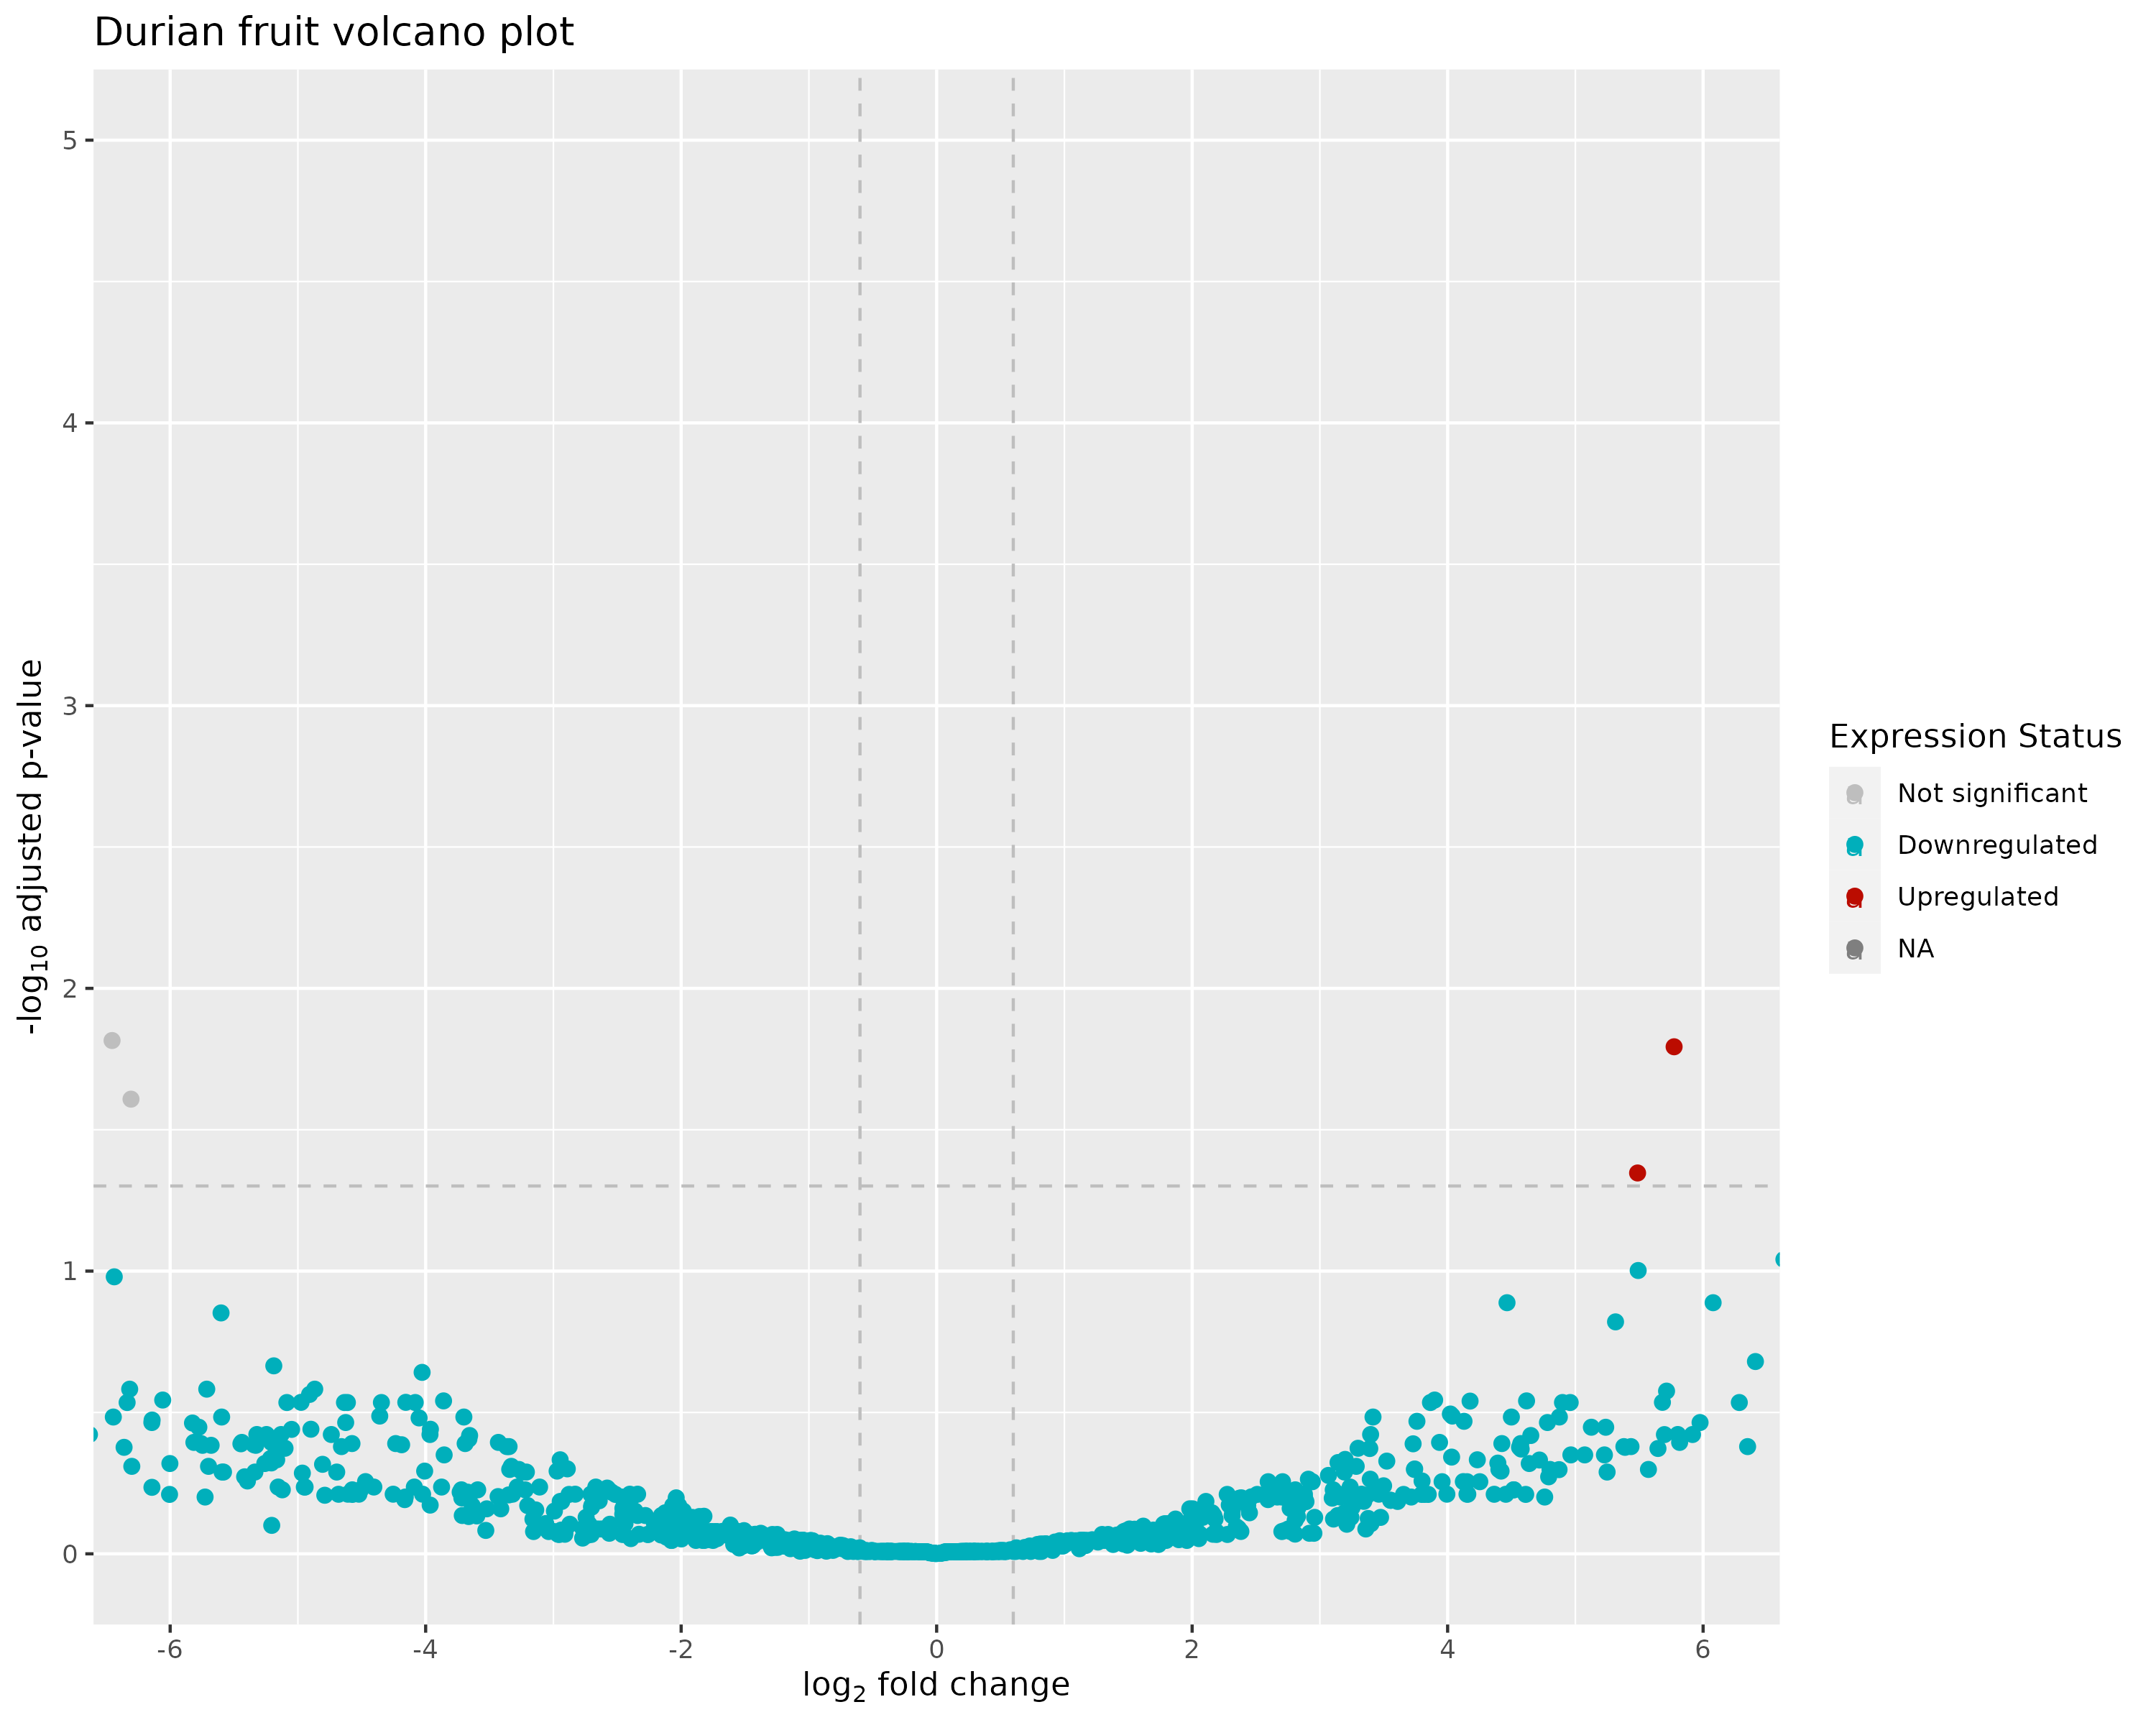 Durian fruit volcano plot
5
4
3
2
1
0
-log10 adjusted p-value
-6 -4 -2 0 2 4 6
log2 fold change
Expression Status
a Not significant
a Downregulated
a Upregulated
a NA